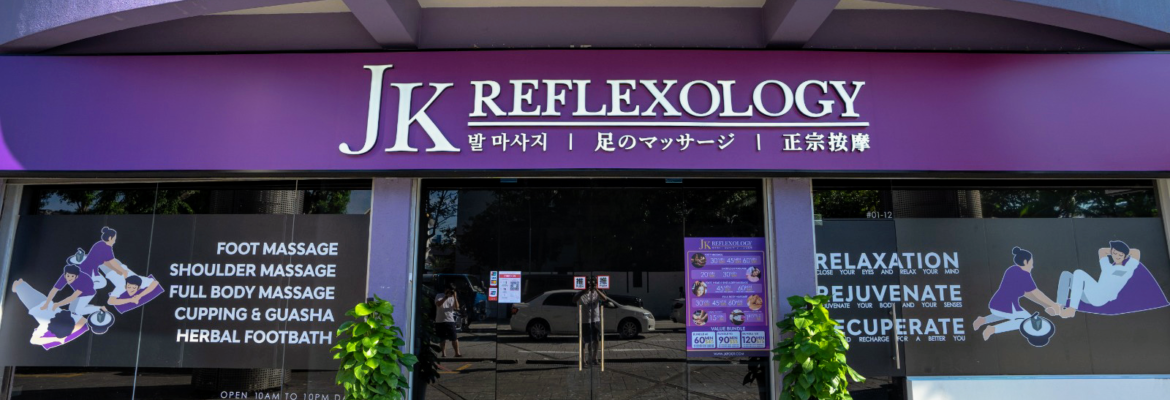 JK REFLEXOLOGY
발 마사지 | 足のマッサージ | 正宗按摩
FOOT MASSAGE
SHOULDER MASSAGE
FULL BODY MASSAGE
CUPPING & GUASHA
HERBAL FOOTBATH
OPEN 10AM TO 10PM
JK REFLEXOLOGY
VALUE BUNDLE
60
90
120
#01-12
RELAXATION
CLOSE YOUR EYES AND RELAX YOUR MIND
REJUVENATE
YOUR BODY AND YOUR SENSES
RECUPERATE
RECHARGE FOR A BETTER YOU